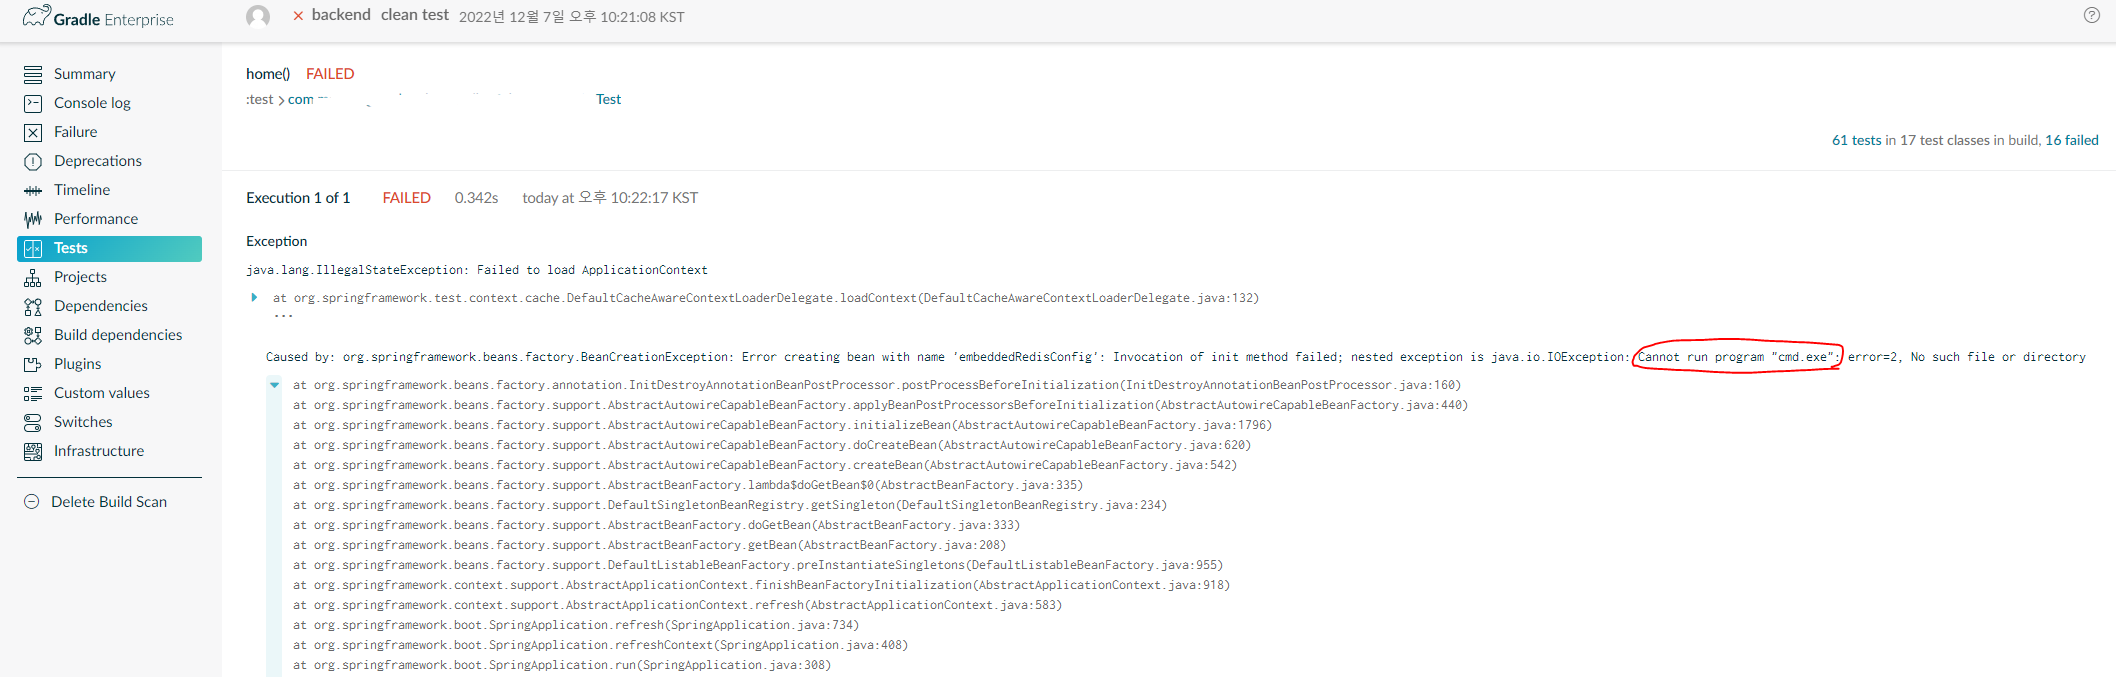 Gradle Enterprise
backend clean test 2022년 12월 7일 오후 10:21:08 KST
Summary
Console log
Failure
Deprecations
Timeline
Performance
Tests
Projects
Dependencies
Build dependencies
Plugins
Custom values
Switches
Infrastructure
Delete Build Scan
home() FAILED
:test > com Test
61 tests in 17 test classes in build, 16 failed
Execution 1 of 1 FAILED 0.342s today at 오후 10:22:17 KST
Exception
java.lang.IllegalStateException: Failed to load ApplicationContext
at org.springframework.test.context.cache.DefaultCacheAwareContextLoaderDelegate.loadContext(DefaultCacheAwareContextLoaderDelegate.java:132)
...
Caused by: org.springframework.beans.factory.BeanCreationException: Error creating bean with name 'embeddedRedisConfig': Invocation of init method failed; nested exception is java.io.IOException: Cannot run program "cmd.exe": error=2, No such file or directory
at org.springframework.beans.factory.annotation.InitDestroyAnnotationBeanPostProcessor.postProcessBeforeInitialization(InitDestroyAnnotationBeanPostProcessor.java:160)
at org.springframework.beans.factory.support.AbstractAutowireCapableBeanFactory.applyBeanPostProcessorsBeforeInitialization(AbstractAutowireCapableBeanFactory.java:440)
at org.springframework.beans.factory.support.AbstractAutowireCapableBeanFactory.initializeBean(AbstractAutowireCapableBeanFactory.java:1796)
at org.springframework.beans.factory.support.AbstractAutowireCapableBeanFactory.doCreateBean(AbstractAutowireCapableBeanFactory.java:620)
at org.springframework.beans.factory.support.AbstractAutowireCapableBeanFactory.createBean(AbstractAutowireCapableBeanFactory.java:542)
at org.springframework.beans.factory.support.AbstractBeanFactory.lambda$doGetBean$0(AbstractBeanFactory.java:335)
at org.springframework.beans.factory.support.DefaultSingletonBeanRegistry.getSingleton(DefaultSingletonBeanRegistry.java:234)
at org.springframework.beans.factory.support.AbstractBeanFactory.doGetBean(AbstractBeanFactory.java:333)
at org.springframework.beans.factory.support.AbstractBeanFactory.getBean(AbstractBeanFactory.java:208)
at org.springframework.beans.factory.support.DefaultListableBeanFactory.preInstantiateSingletons(DefaultListableBeanFactory.java:955)
at org.springframework.context.support.AbstractApplicationContext.finishBeanFactoryInitialization(AbstractApplicationContext.java:918)
at org.springframework.context.support.AbstractApplicationContext.refresh(AbstractApplicationContext.java:583)
at org.springframework.boot.SpringApplication.refresh(SpringApplication.java:734)
at org.springframework.boot.SpringApplication.refreshContext(SpringApplication.java:408)
at org.springframework.boot.SpringApplication.run(SpringApplication.java:308)